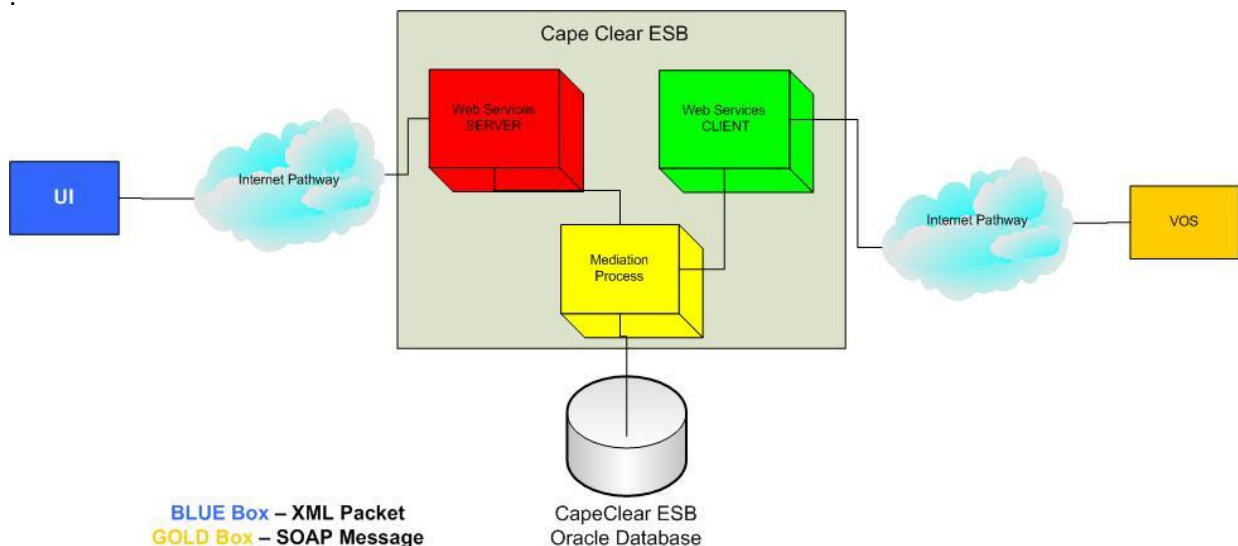 .
Cape Clear ESB
Web Services
SERVER
Web Services
CLIENT
UI
Internet Pathway
Internet Pathway
VOS
Mediation
Process
CapeClear ESB
Oracle Database
BLUE Box – XML Packet
GOLD Box – SOAP Message